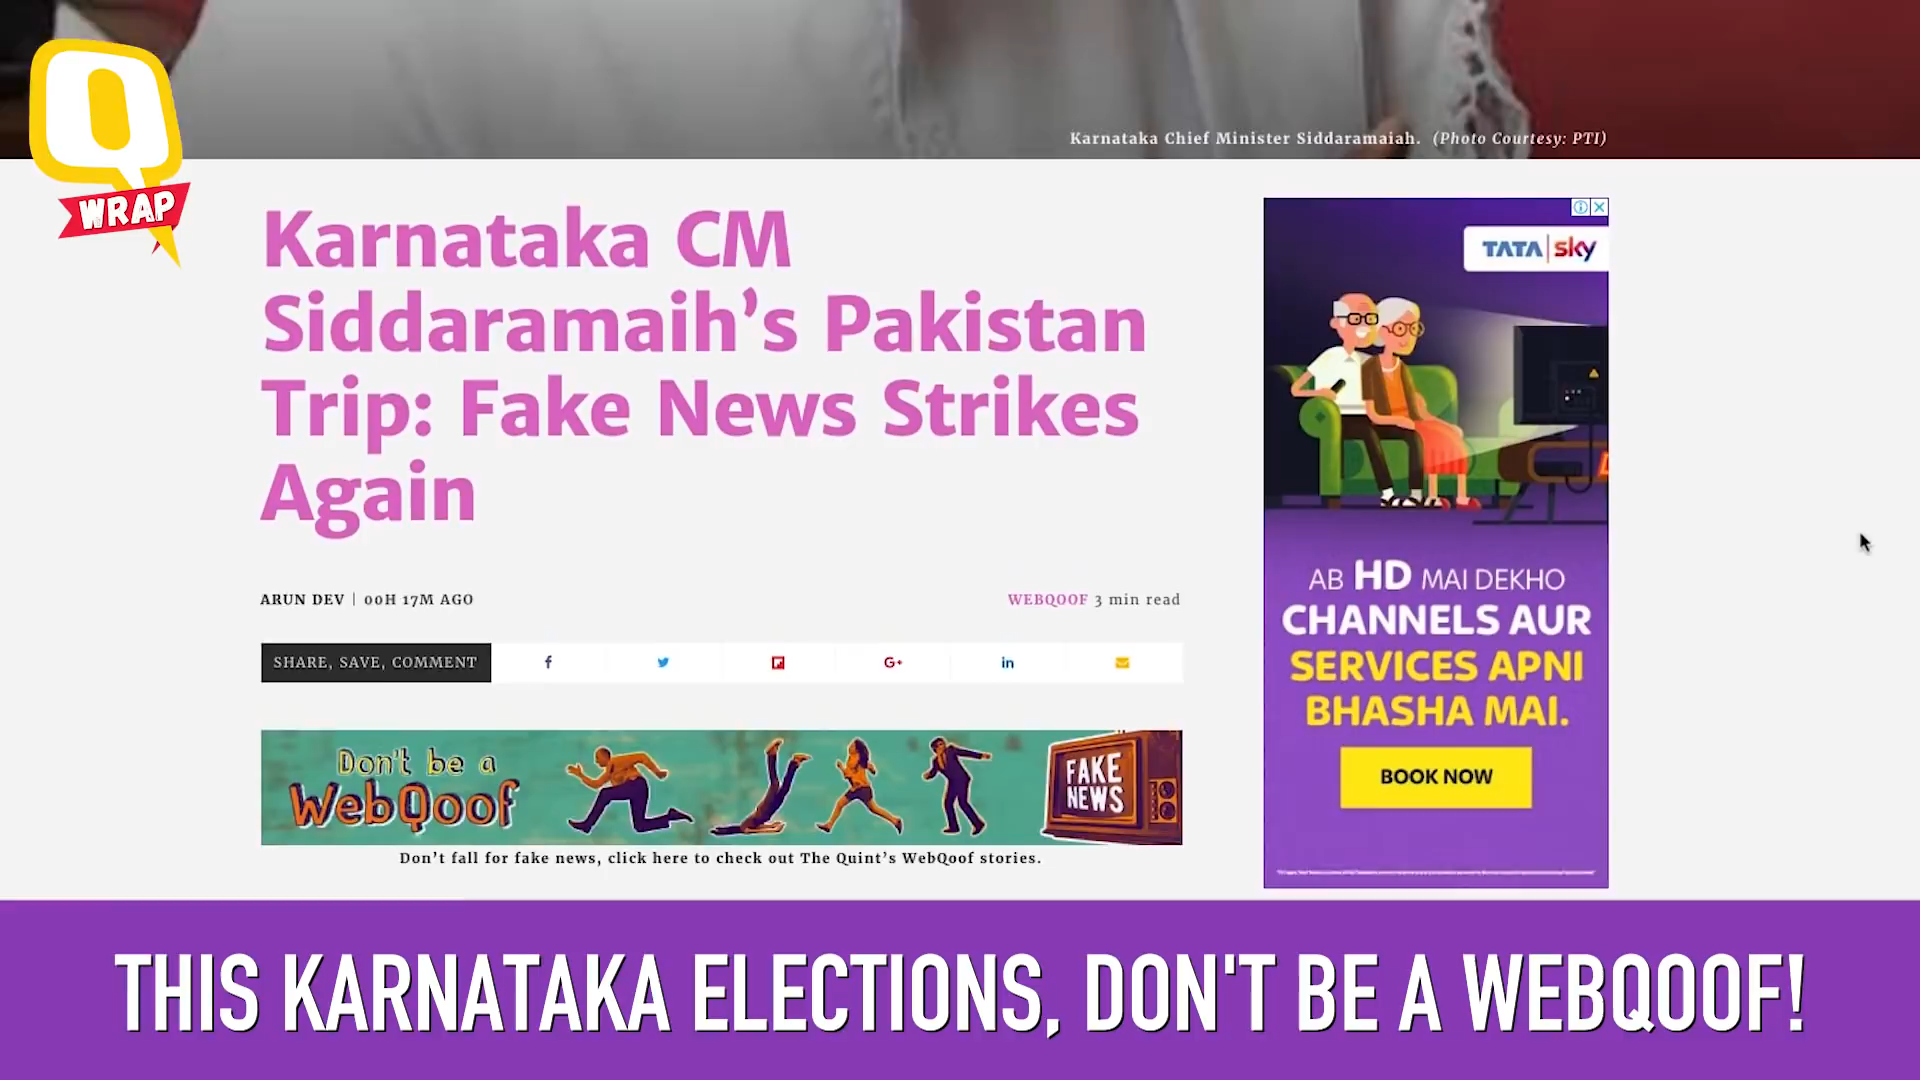 Q
WRAP
Karnataka Chief Minister Siddaramaiah. (Photo Courtesy: PTI)
Karnataka CM
Siddaramaih’s Pakistan
Trip: Fake News Strikes
Again
ARUN DEV | 00H 17M AGO
WEBQOOF 3 min read
SHARE, SAVE, COMMENT
f
G+
in
Don't be a
WebQoof
FAKE
NEWS
Don’t fall for fake news, click here to check out The Quint’s WebQoof stories.
TATA sky
AB HD MAI DEKHO
CHANNELS AUR
SERVICES APNI
BHASHA MAI.
BOOK NOW
THIS KARNATAKA ELECTIONS, DON'T BE A WEBQOOF!